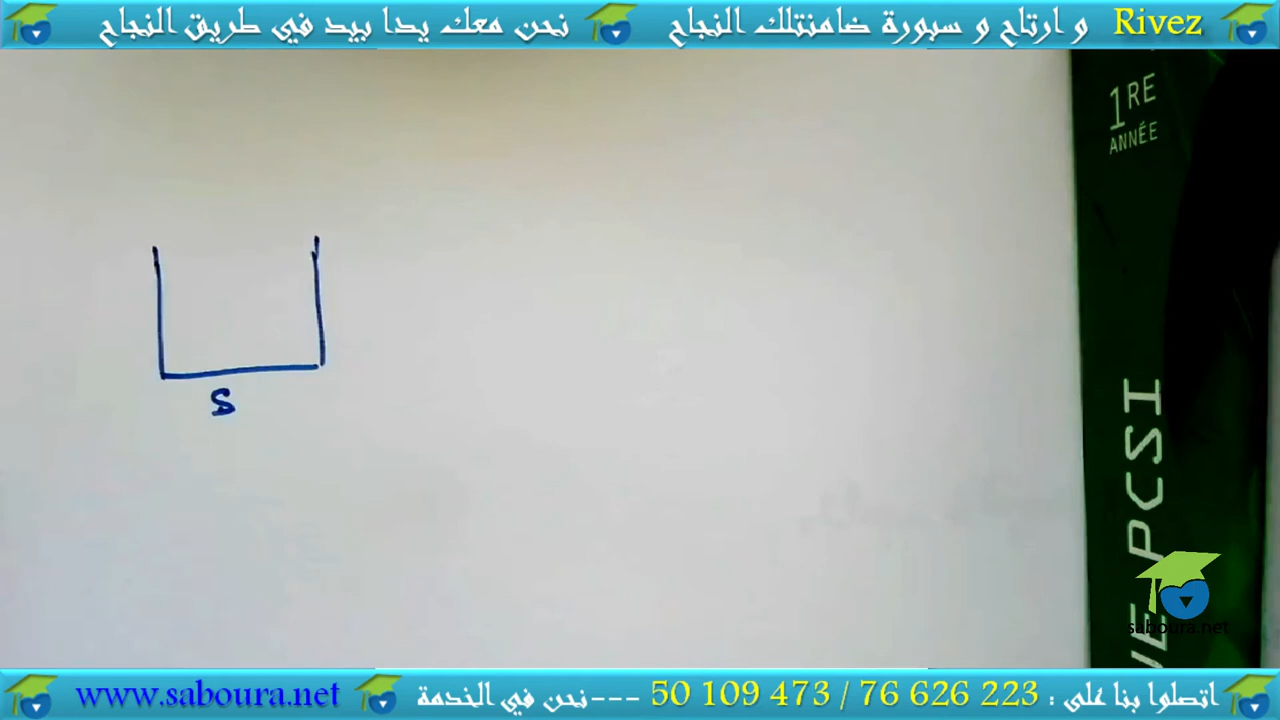 Rivez و ارتاح و سبورة ضامنتلك النجاح نحن معك يدا بيد في طريق النجاح
1RE
ANNÉE
PCSI
S
saboura.net
اتصلوا بنا على : 50 109 473 / 76 626 223 ---نحن في الخدمة www.saboura.net